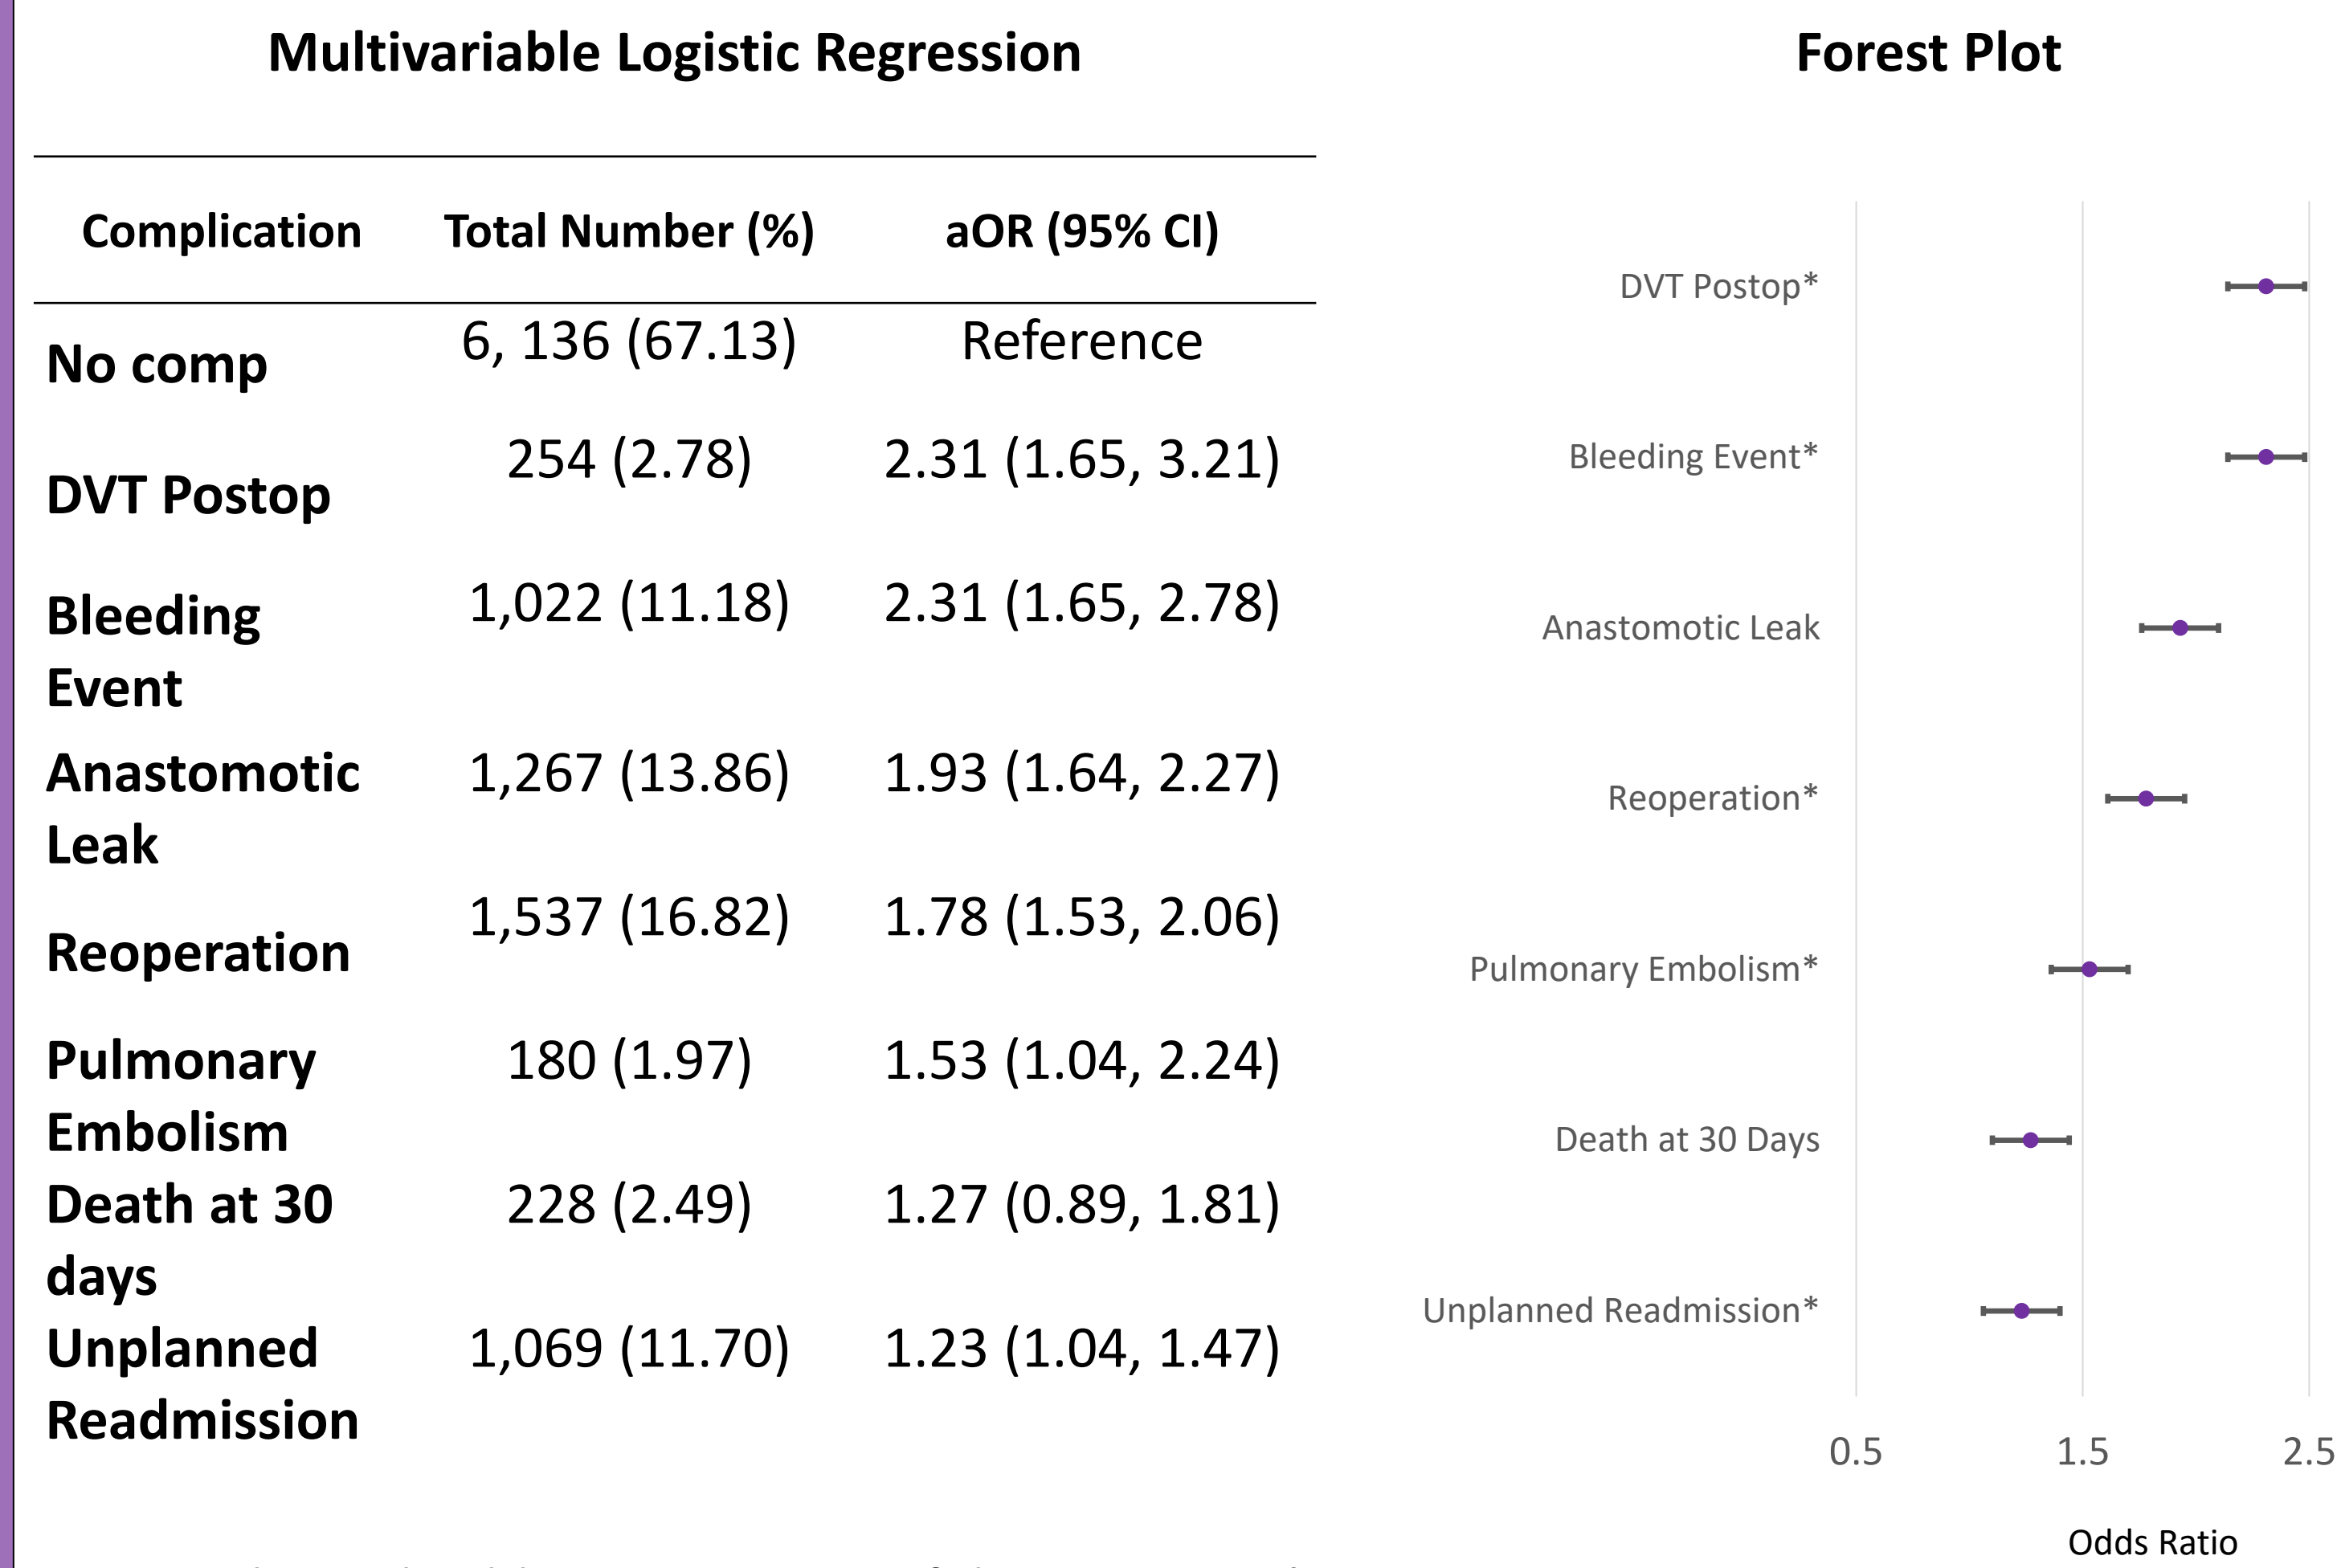 Multivariable Logistic Regression
Complication Total Number (%) aOR (95% CI)
No comp 6, 136 (67.13) Reference
DVT Postop 254 (2.78) 2.31 (1.65, 3.21)
Bleeding 1,022 (11.18) 2.31 (1.65, 2.78)
Event
Anastomotic 1,267 (13.86) 1.93 (1.64, 2.27)
Leak
Reoperation 1,537 (16.82) 1.78 (1.53, 2.06)
Pulmonary 180 (1.97) 1.53 (1.04, 2.24)
Embolism
Death at 30 228 (2.49) 1.27 (0.89, 1.81)
days
Unplanned 1,069 (11.70) 1.23 (1.04, 1.47)
Readmission
Forest Plot
DVT Postop*
Bleeding Event*
Anastomotic Leak
Reoperation*
Pulmonary Embolism*
Death at 30 Days
Unplanned Readmission*
0.5 1.5 2.5
Odds Ratio